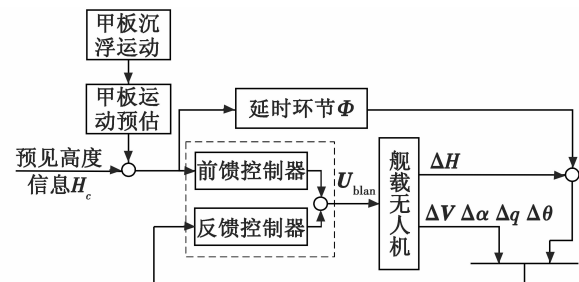 甲板沉
浮运动
甲板运
动预估
延时环节Φ
预见高度
信息H_c
前馈控制器
反馈控制器
U_blan
舰载无人机
ΔH
ΔV Δα Δq Δθ